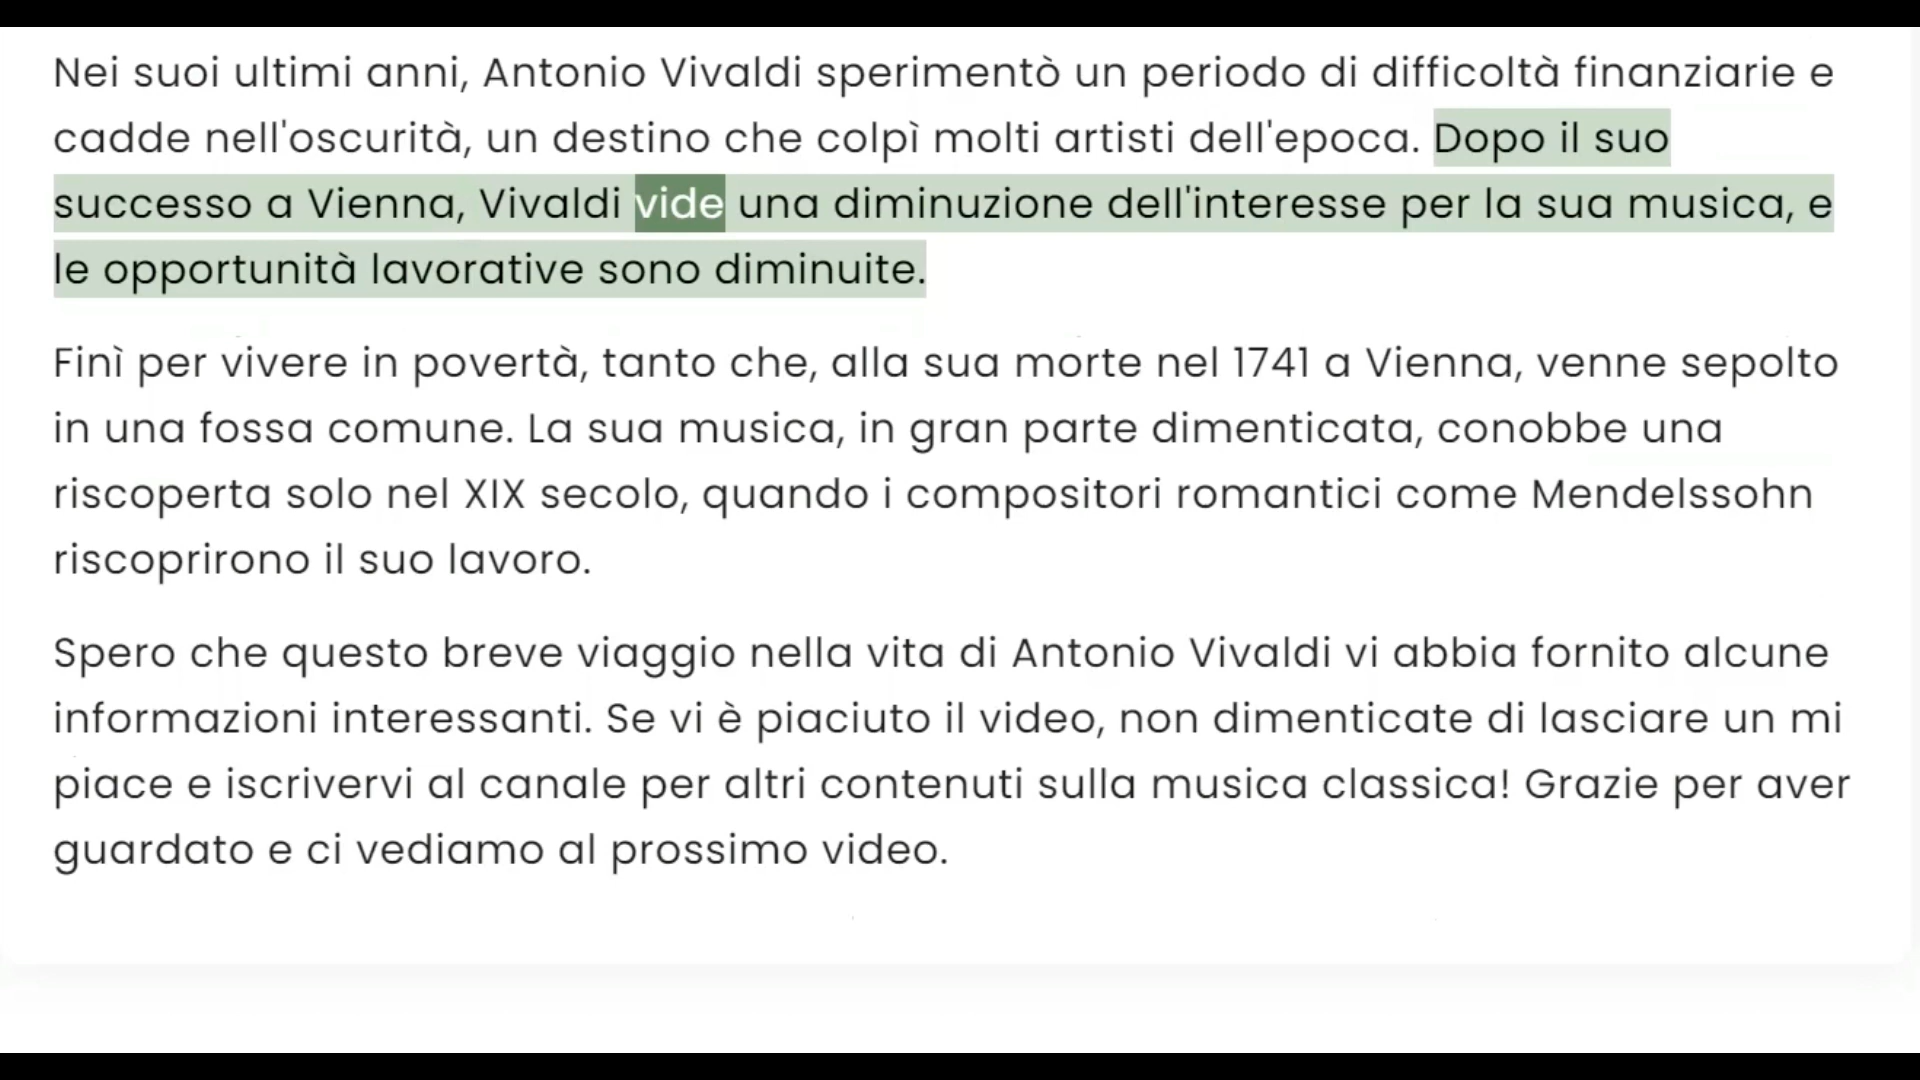 Nei suoi ultimi anni, Antonio Vivaldi sperimentò un periodo di difficoltà finanziarie e
cadde nell'oscurità, un destino che colpì molti artisti dell'epoca. Dopo il suo
successo a Vienna, Vivaldi vide una diminuzione dell'interesse per la sua musica, e
le opportunità lavorative sono diminuite.
Finì per vivere in povertà, tanto che, alla sua morte nel 1741 a Vienna, venne sepolto
in una fossa comune. La sua musica, in gran parte dimenticata, conobbe una
riscoperta solo nel XIX secolo, quando i compositori romantici come Mendelssohn
riscoprirono il suo lavoro.
Spero che questo breve viaggio nella vita di Antonio Vivaldi vi abbia fornito alcune
informazioni interessanti. Se vi è piaciuto il video, non dimenticate di lasciare un mi
piace e iscrivervi al canale per altri contenuti sulla musica classica! Grazie per aver
guardato e ci vediamo al prossimo video.